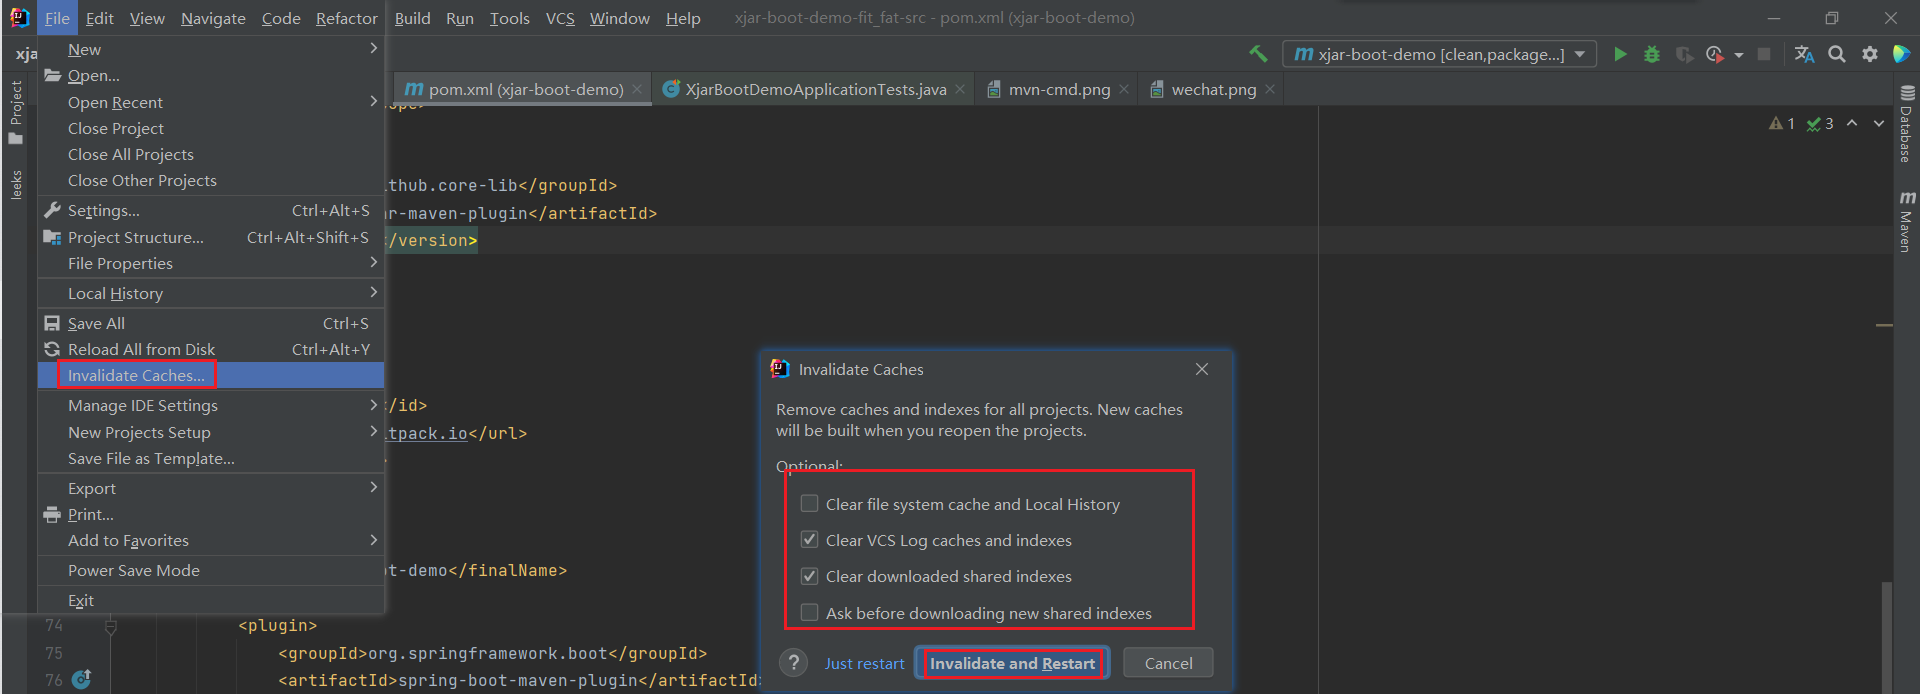 File Edit View Navigate Code Refactor Build Run Tools VCS Window Help xjar-boot-demo-fit_fat-src - pom.xml (xjar-boot-demo)
xja
xjar-boot-demo [clean,package...]
Project
leeks
New
Open...
Open Recent
Close Project
Close All Projects
Close Other Projects
Settings... Ctrl+Alt+S
Project Structure... Ctrl+Alt+Shift+S
File Properties
Local History
Save All Ctrl+S
Reload All from Disk Ctrl+Alt+Y
Invalidate Caches...
Manage IDE Settings
New Projects Setup
Save File as Template...
Export
Print...
Add to Favorites
Power Save Mode
Exit
pom.xml (xjar-boot-demo) XjarBootDemoApplicationTests.java mvn-cmd.png wechat.png
1 3
thub.core-lib</groupId>
ar-maven-plugin</artifactId>
</version>
</id>
tpack.io</url>
ot-demo</finalName>
74 <plugin>
75 <groupId>org.springframework.boot</groupId>
76 <artifactId>spring-boot-maven-plugin</artifactId>
Invalidate Caches
Remove caches and indexes for all projects. New caches
will be built when you reopen the projects.
Optional:
Clear file system cache and Local History
Clear VCS Log caches and indexes
Clear downloaded shared indexes
Ask before downloading new shared indexes
? Just restart Invalidate and Restart Cancel
Database
m Maven